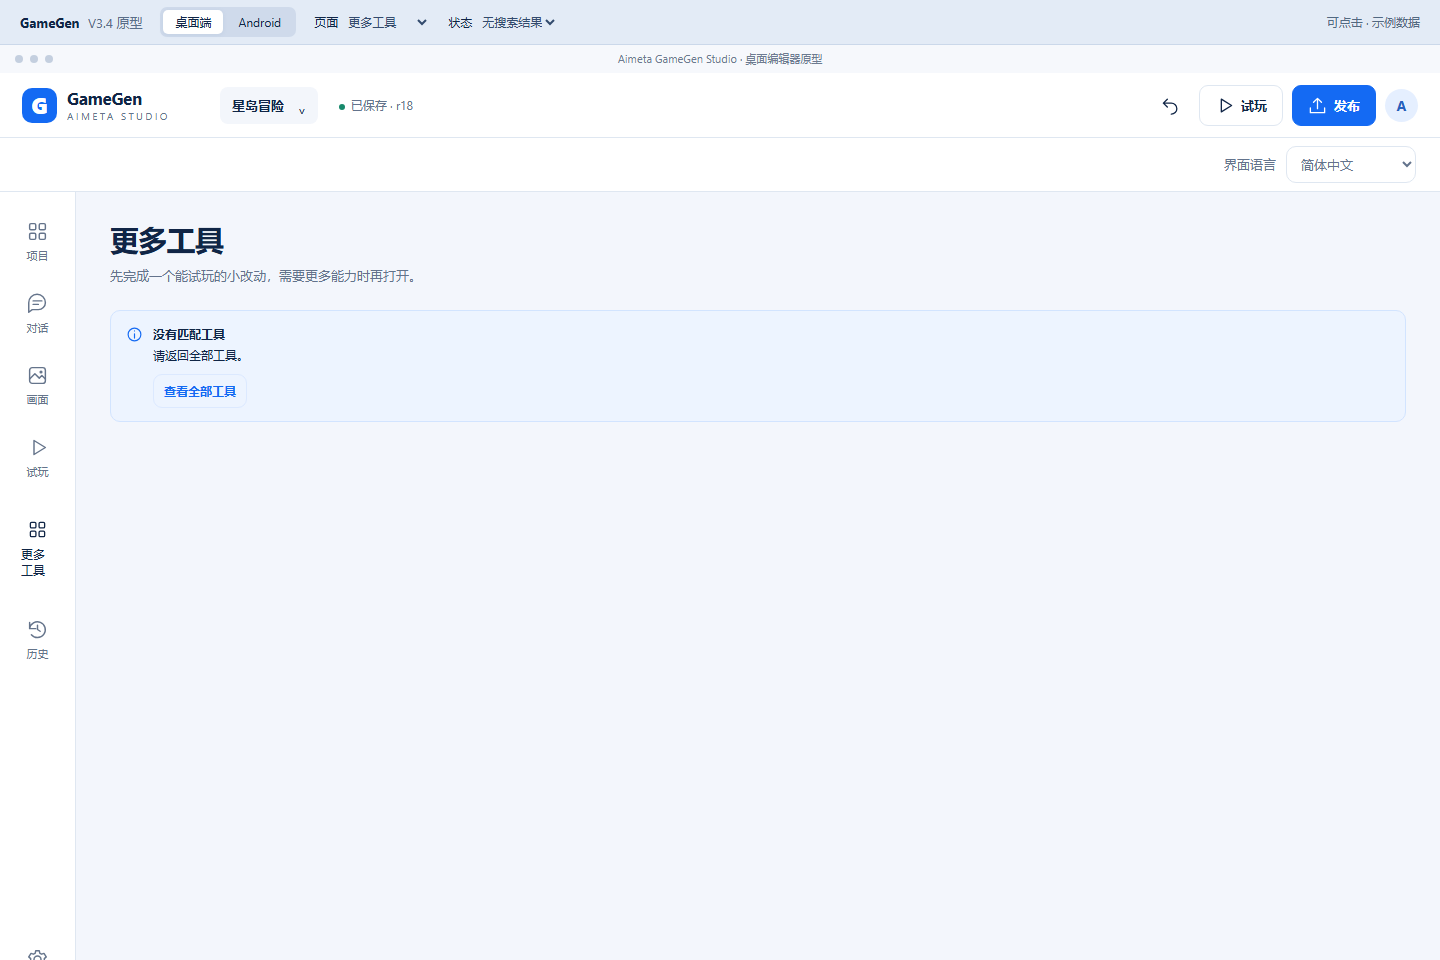 GameGen V3.4 原型 桌面端 Android 页面 更多工具 状态 无搜索结果 可点击 · 示例数据
Aimeta GameGen Studio · 桌面编辑器原型
G GameGen
AIMETA STUDIO
星岛冒险 已保存 · r18 试玩 发布 A
界面语言 简体中文
项目
对话
画面
试玩
更多
工具
历史
更多工具
先完成一个能试玩的小改动，需要更多能力时再打开。
没有匹配工具
请返回全部工具。
查看全部工具